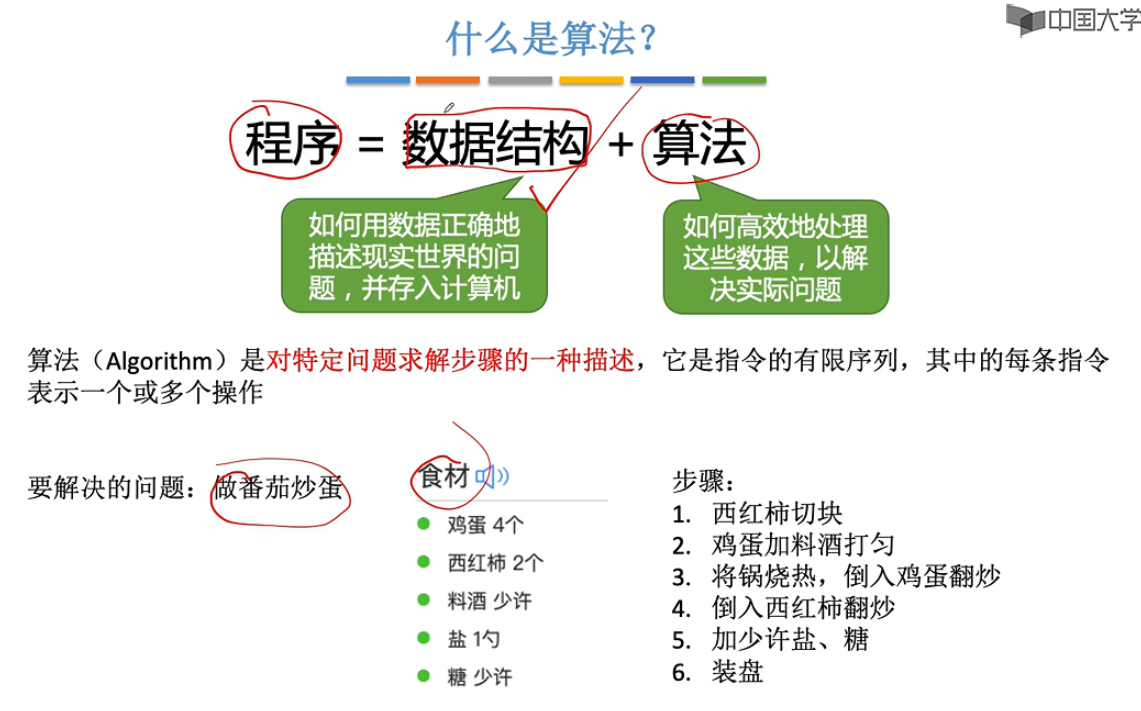 中国大学
什么是算法？
程序 = 数据结构 + 算法
如何用数据正确地
描述现实世界的问
题，并存入计算机
如何高效地处理
这些数据，以解
决实际问题
算法（Algorithm）是对特定问题求解步骤的一种描述，它是指令的有限序列，其中的每条指令
表示一个或多个操作
要解决的问题：做番茄炒蛋
食材
鸡蛋 4个
西红柿 2个
料酒 少许
盐 1勺
糖 少许
步骤：
1. 西红柿切块
2. 鸡蛋加料酒打匀
3. 将锅烧热，倒入鸡蛋翻炒
4. 倒入西红柿翻炒
5. 加少许盐、糖
6. 装盘